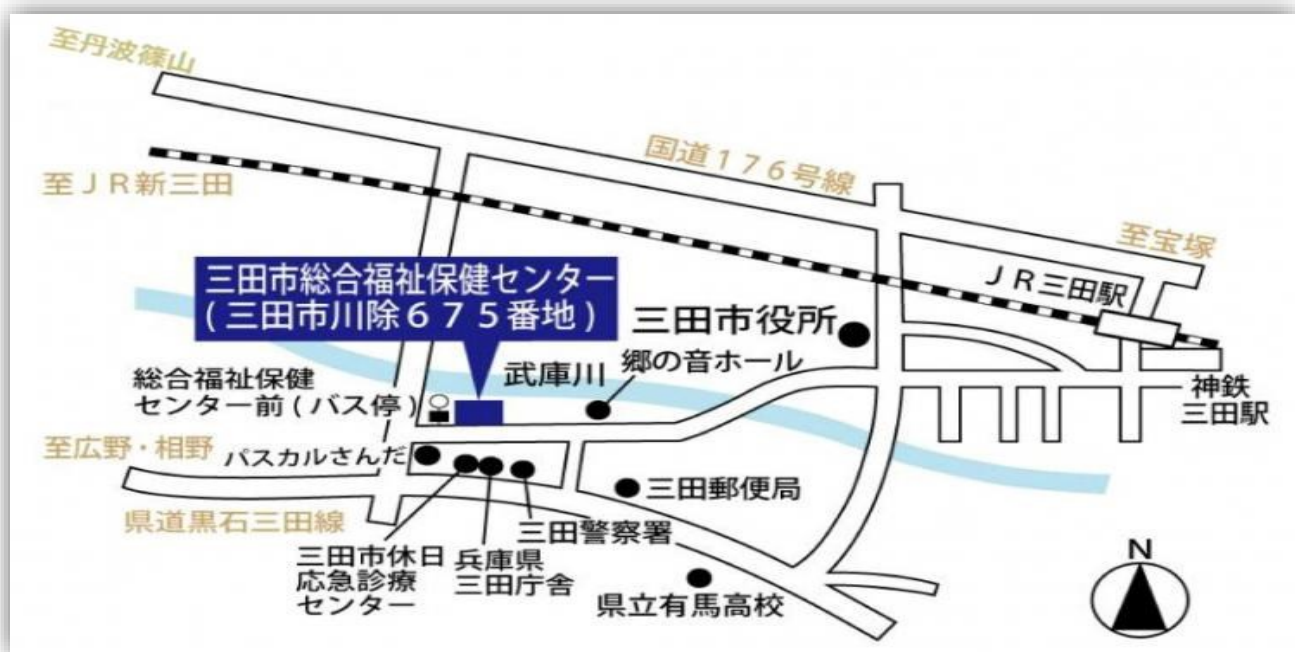 至丹波篠山
国道１７６号線
至ＪＲ新三田
至宝塚
ＪＲ三田駅
三田市総合福祉保健センター
(三田市川除６７５番地)
三田市役所
武庫川
郷の音ホール
総合福祉保健
センター前(バス停)
神鉄
三田駅
至広野・相野
パスカルさんだ
三田郵便局
県道黒石三田線
三田警察署
三田市休日
応急診療
センター
兵庫県
三田庁舎
県立有馬高校
N